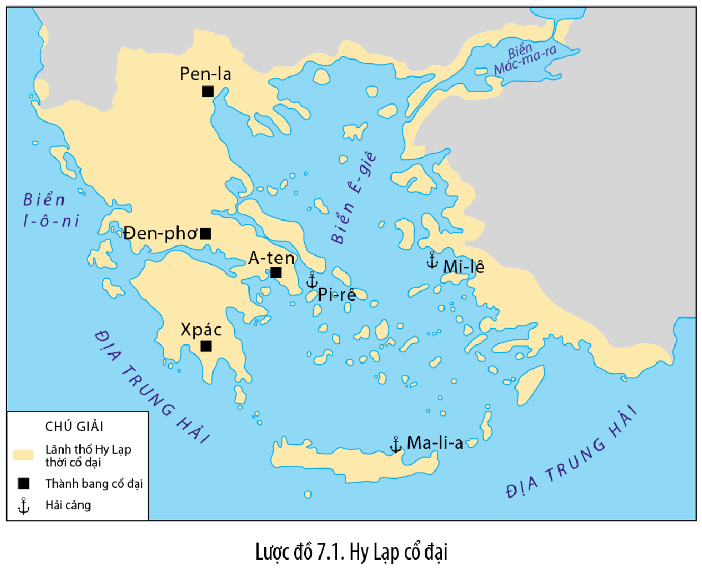 Biển
Mác-ma-ra
Pen-la
Biển Ê-giê
Biển
I-ô-ni
Đen-phơ
A-ten
Mi-lê
Pi-rê
Xpác
ĐỊA TRUNG HẢI
ĐỊA TRUNG HẢI
Ma-li-a
CHÚ GIẢI
Lãnh thổ Hy Lạp
thời cổ dại
Thành bang cổ dại
Hải cảng
Lược đồ 7.1. Hy Lạp cổ đại